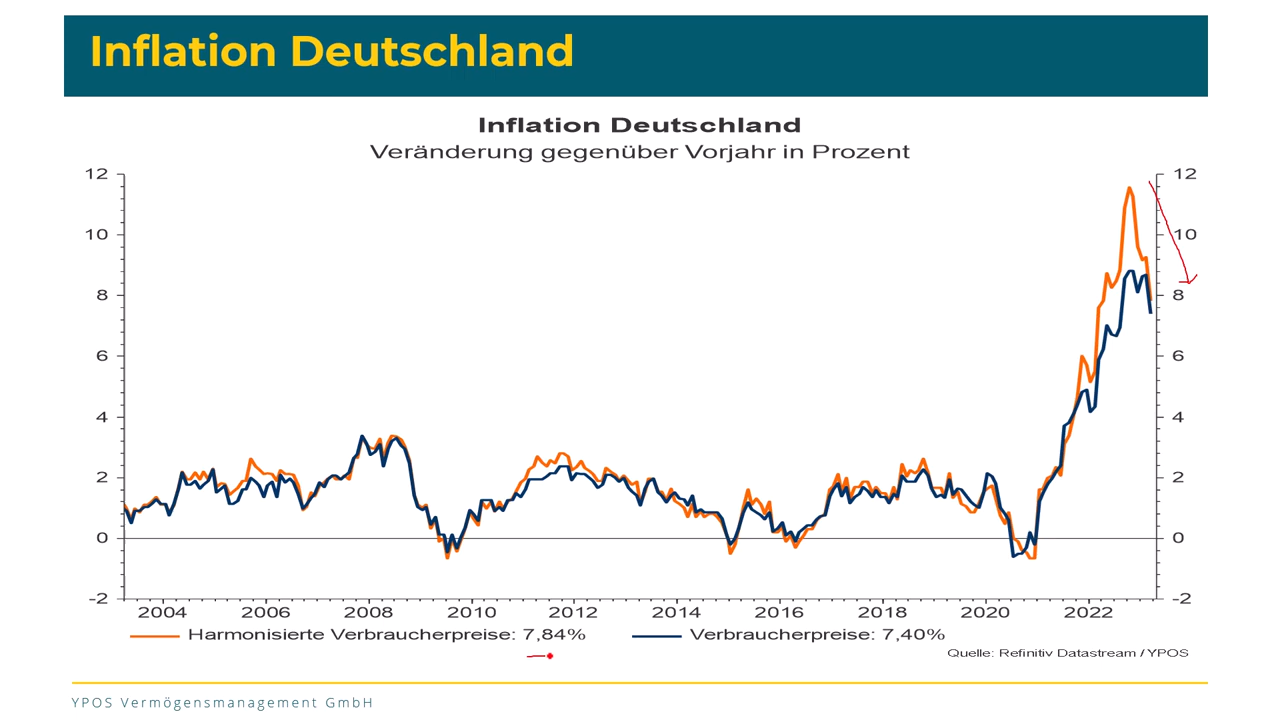 Inflation Deutschland
Inflation Deutschland
Veränderung gegenüber Vorjahr in Prozent
12 12
10 10
8 8
6 6
4 4
2 2
0 0
-2 -2
2004 2006 2008 2010 2012 2014 2016 2018 2020 2022
Harmonisierte Verbraucherpreise: 7,84% Verbraucherpreise: 7,40%
Quelle: Refinitiv Datastream / YPOS
YPOS Vermögensmanagement GmbH